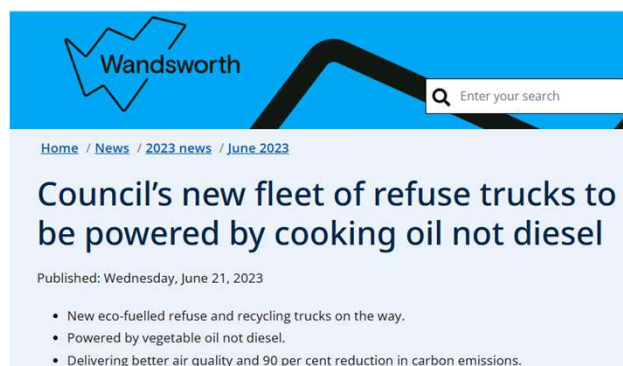 Wandsworth
Enter your search
Home / News / 2023 news / June 2023
Council’s new fleet of refuse trucks to
be powered by cooking oil not diesel
Published: Wednesday, June 21, 2023
• New eco-fuelled refuse and recycling trucks on the way.
• Powered by vegetable oil not diesel.
• Delivering better air quality and 90 per cent reduction in carbon emissions.